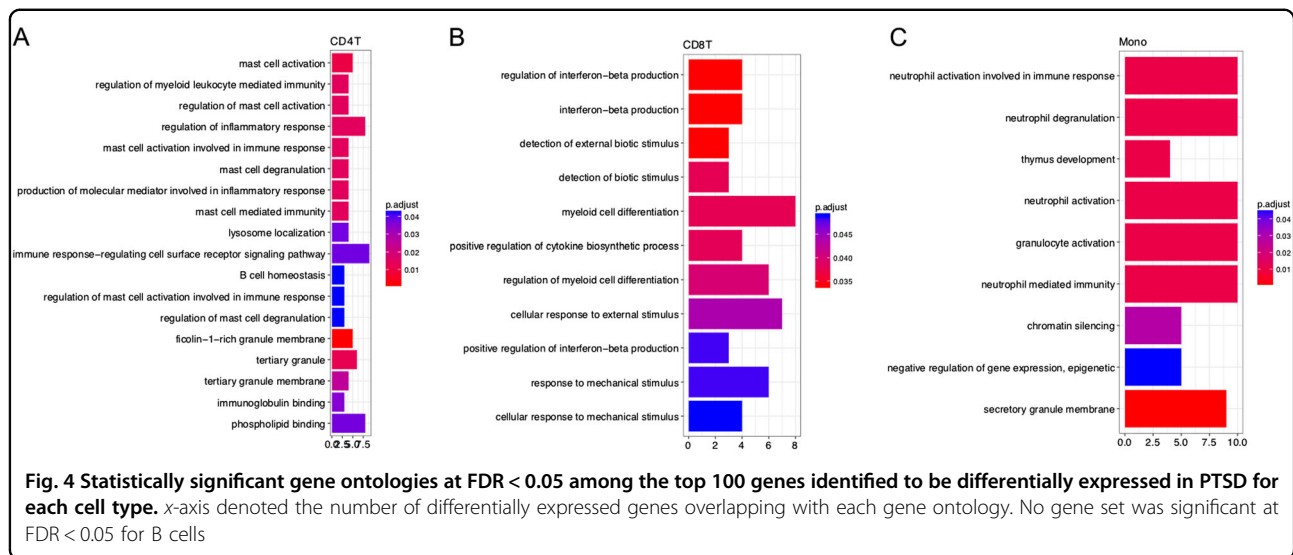 A
CD4T
mast cell activation
regulation of myeloid leukocyte mediated immunity
regulation of mast cell activation
regulation of inflammatory response
mast cell activation involved in immune response
mast cell degranulation
production of molecular mediator involved in inflammatory response
mast cell mediated immunity
lysosome localization
immune response−regulating cell surface receptor signaling pathway
B cell homeostasis
regulation of mast cell activation involved in immune response
regulation of mast cell degranulation
ficolin−1−rich granule membrane
tertiary granule
tertiary granule membrane
immunoglobulin binding
phospholipid binding
0.0 2.5 5.0 7.5
p.adjust
0.04
0.03
0.02
0.01
B
CD8T
regulation of interferon−beta production
interferon−beta production
detection of external biotic stimulus
detection of biotic stimulus
myeloid cell differentiation
positive regulation of cytokine biosynthetic process
regulation of myeloid cell differentiation
cellular response to external stimulus
positive regulation of interferon−beta production
response to mechanical stimulus
cellular response to mechanical stimulus
0 2 4 6 8
p.adjust
0.045
0.040
0.035
C
Mono
neutrophil activation involved in immune response
neutrophil degranulation
thymus development
neutrophil activation
granulocyte activation
neutrophil mediated immunity
chromatin silencing
negative regulation of gene expression, epigenetic
secretory granule membrane
0.0 2.5 5.0 7.5 10.0
p.adjust
0.04
0.03
0.02
0.01
Fig. 4 Statistically significant gene ontologies at FDR < 0.05 among the top 100 genes identified to be differentially expressed in PTSD for
each cell type. x-axis denoted the number of differentially expressed genes overlapping with each gene ontology. No gene set was significant at
FDR < 0.05 for B cells